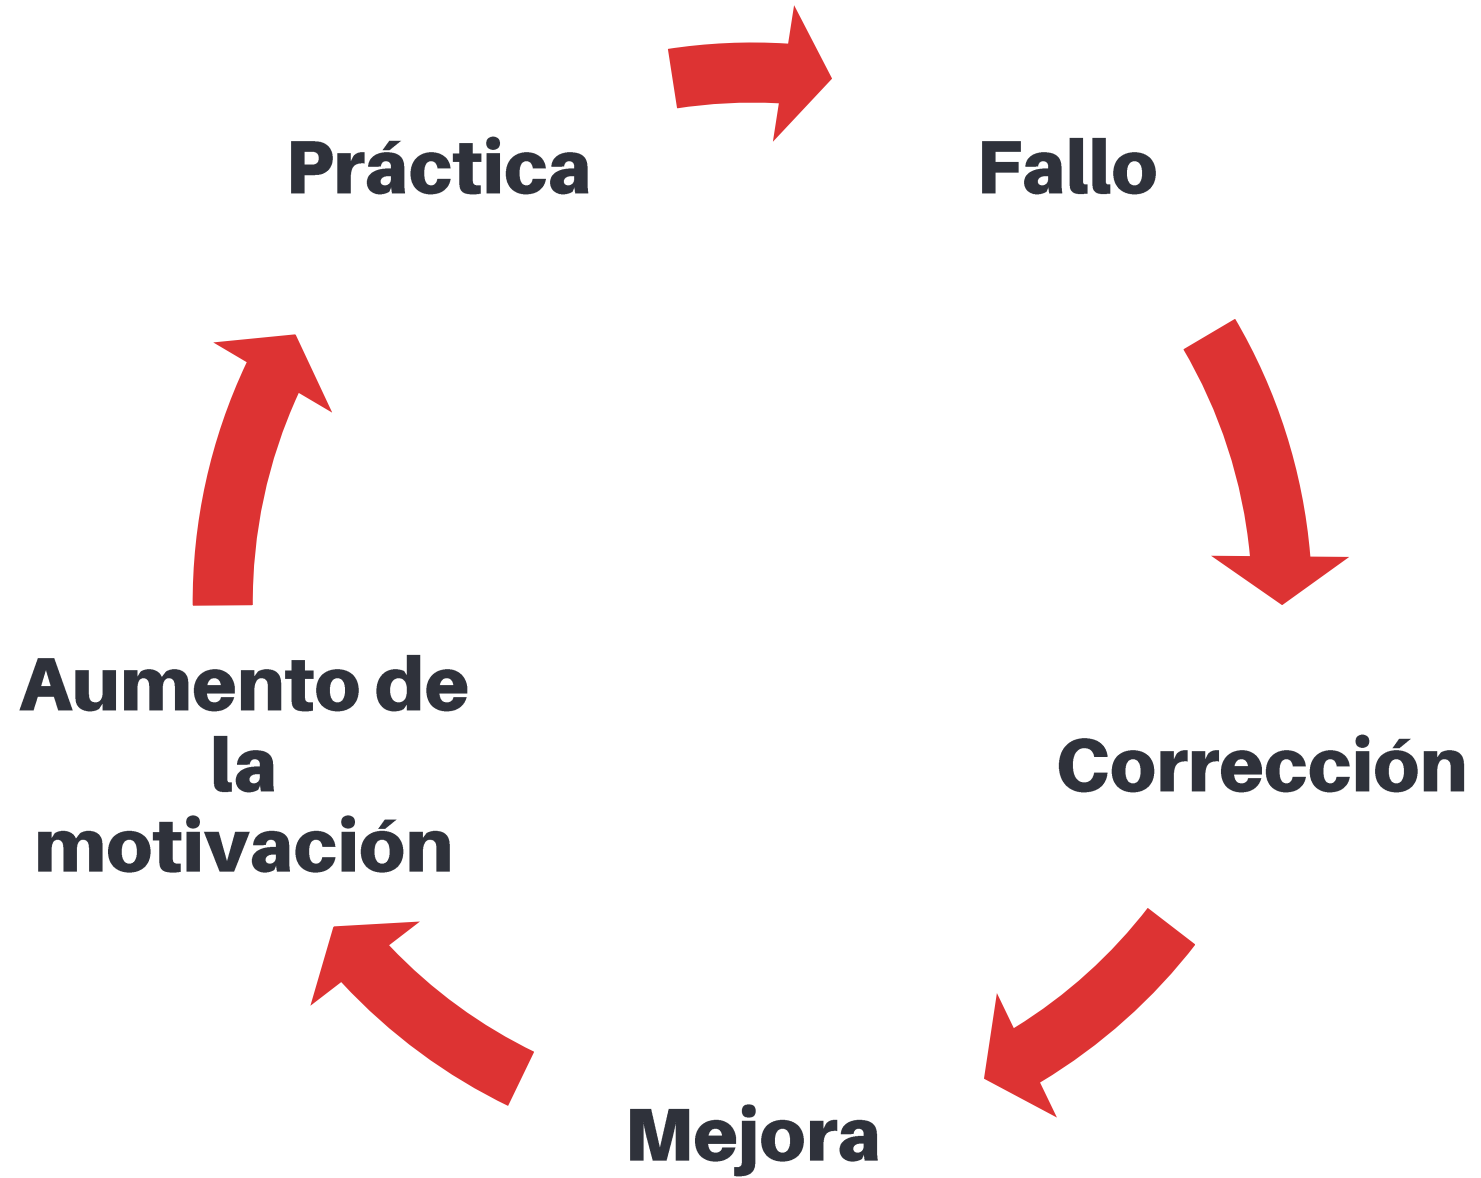 Práctica
Fallo
Aumento de
la
motivación
Corrección
Mejora